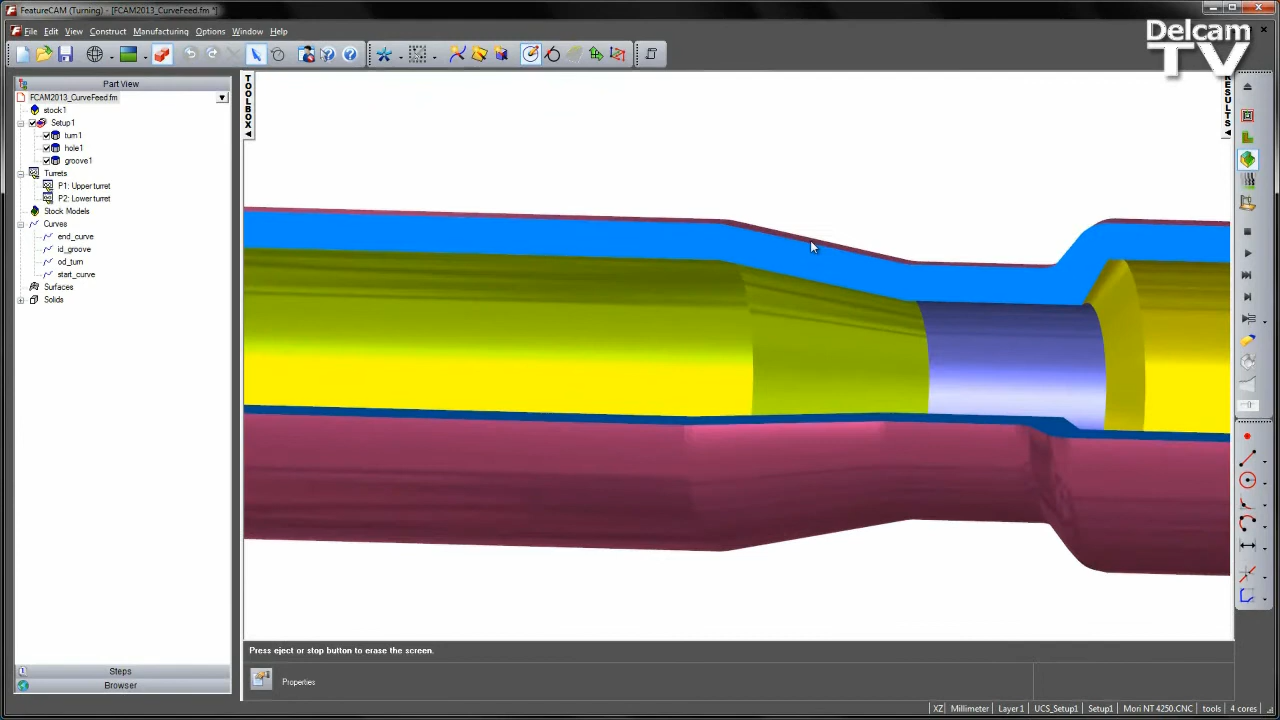 FeatureCAM (Turning) - [FCAM2013_CurveFeed.fm *]
File Edit View Construct Manufacturing Options Window Help
Delcam
TV
Part View
FCAM2013_CurveFeed.fm
stock1
Setup1
turn1
hole1
groove1
Turrets
P1: Upper turret
P2: Lower turret
Stock Models
Curves
end_curve
id_groove
od_turn
start_curve
Surfaces
Solids
TOOLBOX
RESULTS
Press eject or stop button to erase the screen.
Steps
Browser
Properties
XZ Millimeter Layer1 UCS_Setup1 Setup1 Mori NT 4250.CNC tools 4 cores